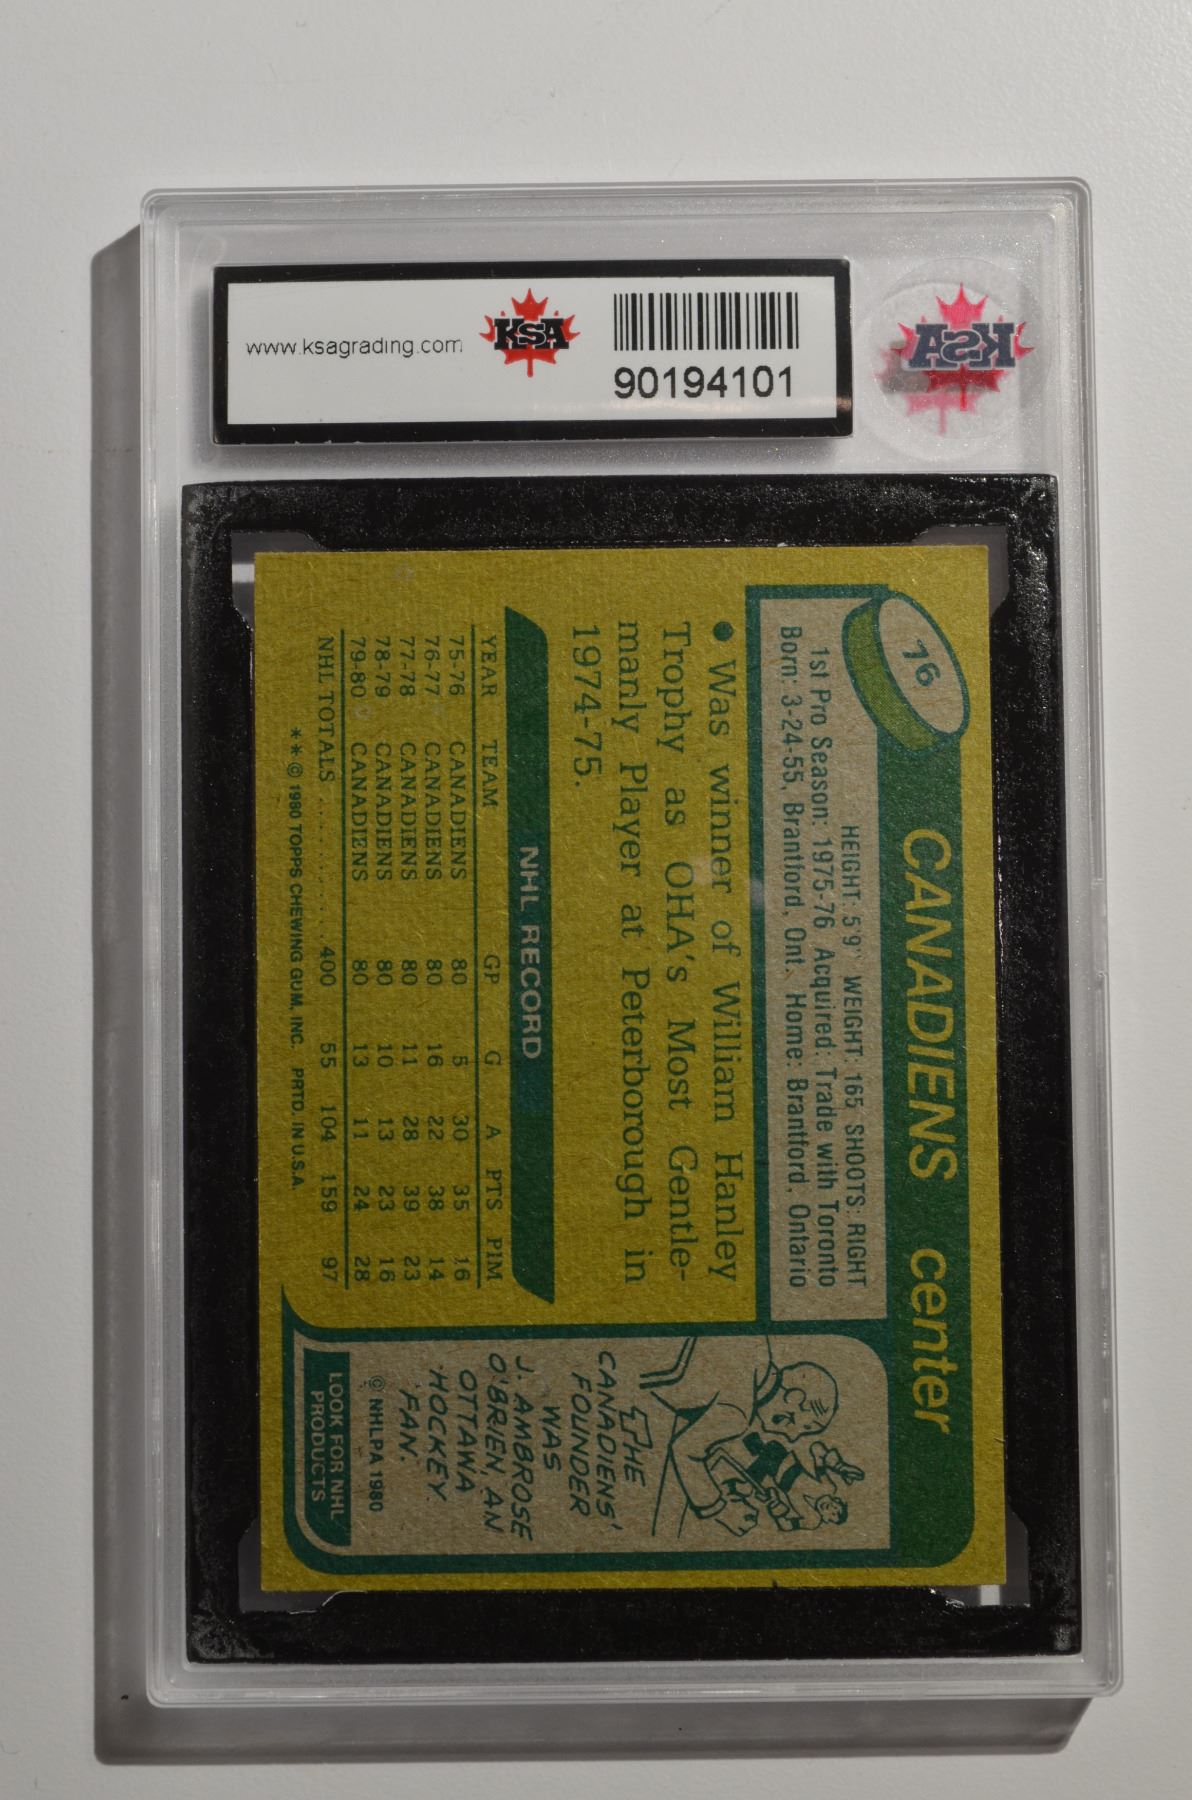 www.ksagrading.com
KSA
90194101
KSA
76
CANADIENS center
HEIGHT: 5'9" WEIGHT: 165 SHOOTS: RIGHT
1st Pro Season: 1975-76 Acquired: Trade with Toronto
Born: 3-24-55, Brantford, Ont. Home: Brantford, Ontario
● Was winner of William Hanley
Trophy as OHA's Most Gentle-
manly Player at Peterborough in
1974-75.
NHL RECORD
YEAR TEAM GP G A PTS PIM
75-76 CANADIENS 80 5 30 35 16
76-77 CANADIENS 80 16 22 38 14
77-78 CANADIENS 80 11 28 39 23
78-79 CANADIENS 80 10 13 23 16
79-80 CANADIENS 80 13 11 24 28
NHL TOTALS .......... 400 55 104 159 97
**© 1980 TOPPS CHEWING GUM, INC. PRTD. IN U.S.A.
THE
CANADIENS'
FOUNDER
WAS
J. AMBROSE
O'BRIEN, AN
OTTAWA
HOCKEY
FAN.
© NHLPA 1980
LOOK FOR NHL
PRODUCTS